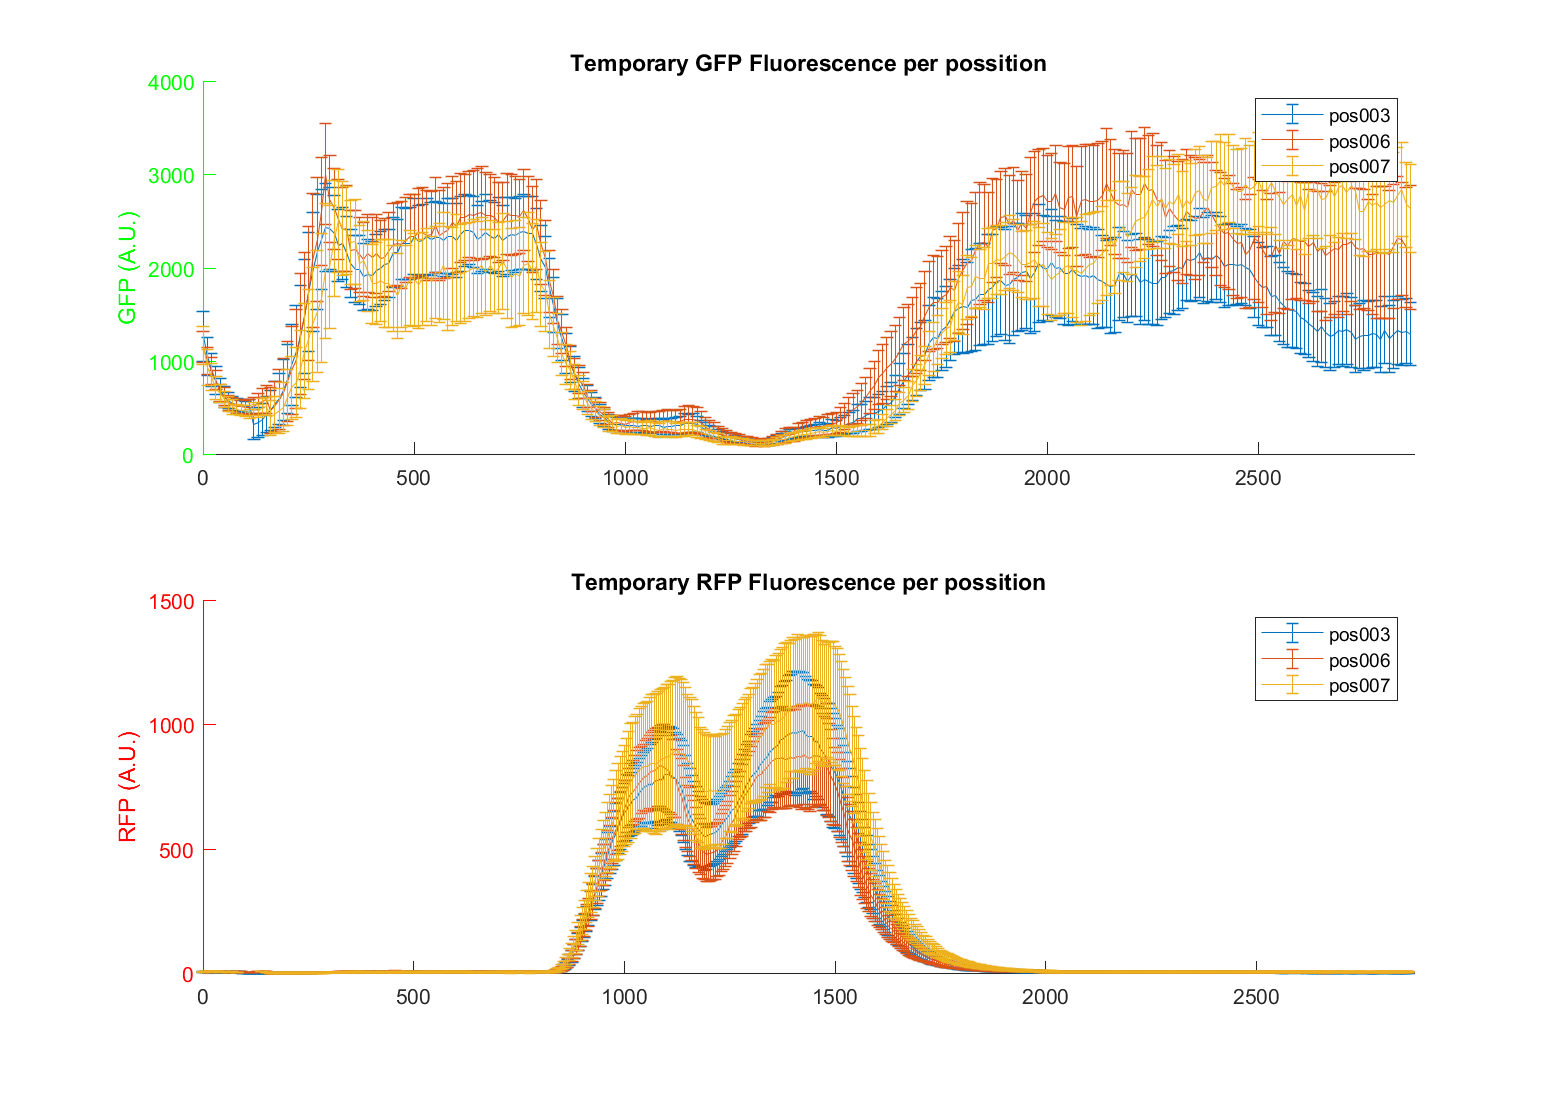 Temporary GFP Fluorescence per possition
4000
3000
2000
1000
0
GFP (A.U.)
pos003
pos006
pos007
0 500 1000 1500 2000 2500
Temporary RFP Fluorescence per possition
1500
1000
500
0
RFP (A.U.)
pos003
pos006
pos007
0 500 1000 1500 2000 2500